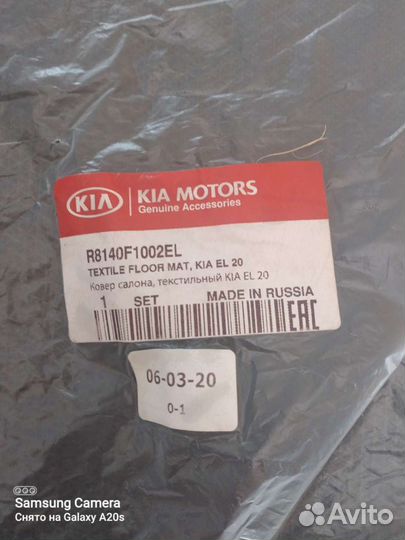 KIA
KIA MOTORS
Genuine Accessories
R8140F1002EL
TEXTILE FLOOR MAT, KIA EL 20
Ковер салона, текстильный KIA EL 20
1 SET MADE IN RUSSIA
EAC
06-03-20
0-1
Samsung Camera
Снято на Galaxy A20s
Avito